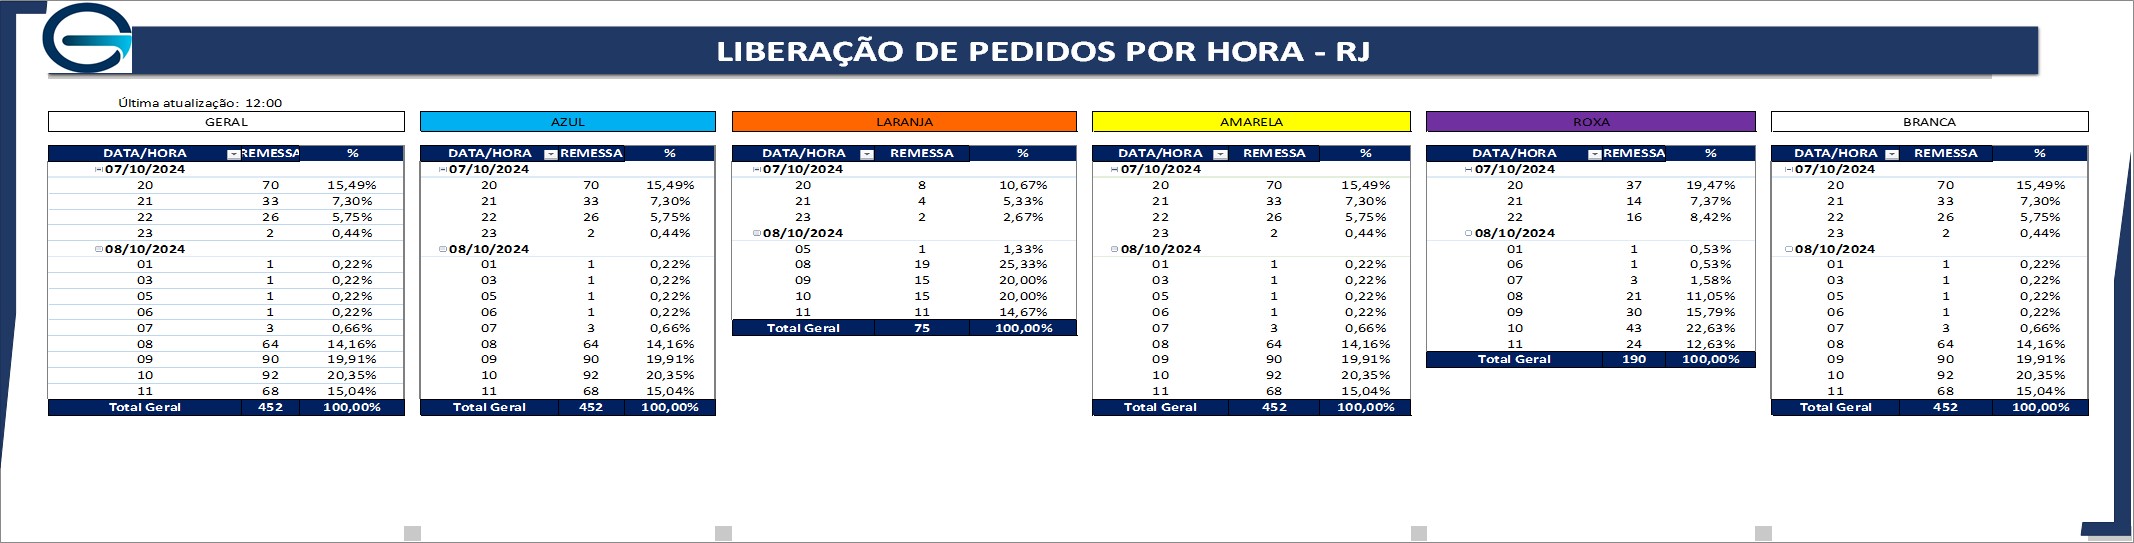 LIBERAÇÃO DE PEDIDOS POR HORA - RJ
Última atualização: 12:00
GERAL AZUL LARANJA AMARELA ROXA BRANCA
DATA/HORA REMESSA % DATA/HORA REMESSA % DATA/HORA REMESSA % DATA/HORA REMESSA % DATA/HORA REMESSA % DATA/HORA REMESSA %
07/10/2024 07/10/2024 07/10/2024 07/10/2024 07/10/2024 07/10/2024
20 70 15,49% 20 70 15,49% 20 8 10,67% 20 70 15,49% 20 37 19,47% 20 70 15,49%
21 33 7,30% 21 33 7,30% 21 4 5,33% 21 33 7,30% 21 14 7,37% 21 33 7,30%
22 26 5,75% 22 26 5,75% 23 2 2,67% 22 26 5,75% 22 16 8,42% 22 26 5,75%
23 2 0,44% 23 2 0,44% 08/10/2024 23 2 0,44% 08/10/2024 23 2 0,44%
08/10/2024 08/10/2024 05 1 1,33% 08/10/2024 01 1 0,53% 08/10/2024
01 1 0,22% 01 1 0,22% 08 19 25,33% 01 1 0,22% 06 1 0,53% 01 1 0,22%
03 1 0,22% 03 1 0,22% 09 15 20,00% 03 1 0,22% 07 3 1,58% 03 1 0,22%
05 1 0,22% 05 1 0,22% 10 15 20,00% 05 1 0,22% 08 21 11,05% 05 1 0,22%
06 1 0,22% 06 1 0,22% 11 11 14,67% 06 1 0,22% 09 30 15,79% 06 1 0,22%
07 3 0,66% 07 3 0,66% Total Geral 75 100,00% 07 3 0,66% 10 43 22,63% 07 3 0,66%
08 64 14,16% 08 64 14,16% 08 64 14,16% 11 24 12,63% 08 64 14,16%
09 90 19,91% 09 90 19,91% 09 90 19,91% Total Geral 190 100,00% 09 90 19,91%
10 92 20,35% 10 92 20,35% 10 92 20,35% 10 92 20,35%
11 68 15,04% 11 68 15,04% 11 68 15,04% 11 68 15,04%
Total Geral 452 100,00% Total Geral 452 100,00% Total Geral 452 100,00% Total Geral 452 100,00%